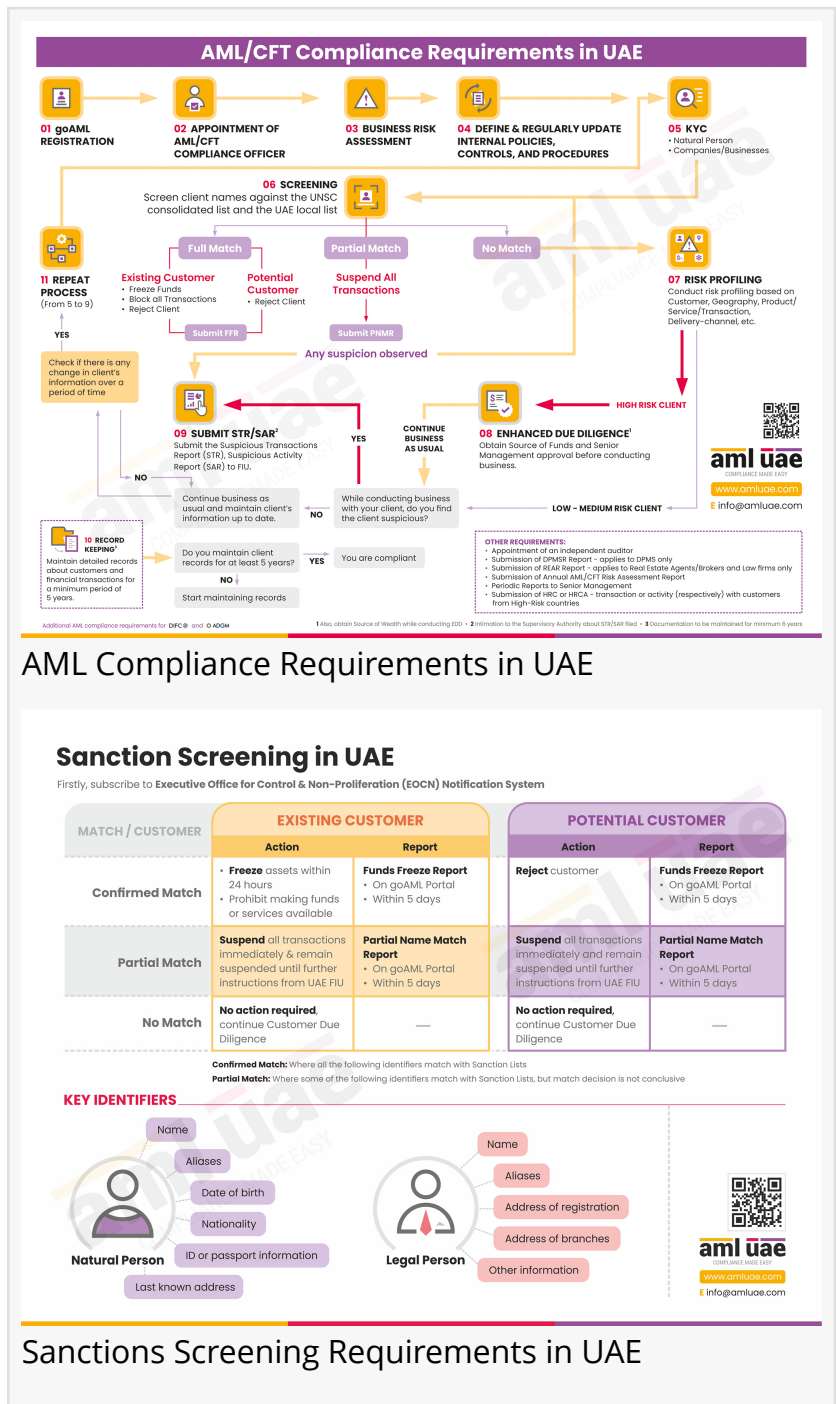 AML/CFT Compliance Requirements in UAE
01 goAML
REGISTRATION
02 APPOINTMENT OF
AML/CFT
COMPLIANCE OFFICER
03 BUSINESS RISK
ASSESSMENT
04 DEFINE & REGULARLY UPDATE
INTERNAL POLICIES,
CONTROLS, AND PROCEDURES
05 KYC
• Natural Person
• Companies/Businesses
06 SCREENING
Screen client names against the UNSC
consolidated list and the UAE local list
Full Match
Partial Match
No Match
Existing Customer
• Freeze Funds
• Block all Transactions
• Reject Client
Potential
Customer
• Reject Client
Suspend All
Transactions
Submit FFR
Submit PNMR
Any suspicion observed
07 RISK PROFILING
Conduct risk profiling based on
Customer, Geography, Product/
Service/Transaction,
Delivery-channel, etc.
11 REPEAT
PROCESS
(From 5 to 9)
YES
Check if there is any
change in client's
information over a
period of time
HIGH RISK CLIENT
09 SUBMIT STR/SAR²
Submit the Suspicious Transactions
Report (STR), Suspicious Activity
Report (SAR) to FIU.
YES
CONTINUE
BUSINESS
AS USUAL
08 ENHANCED DUE DILIGENCE¹
Obtain Source of Funds and Senior
Management approval before conducting
business.
NO
Continue business as
usual and maintain client's
information up to date.
NO
While conducting business
with your client, do you find
the client suspicious?
LOW - MEDIUM RISK CLIENT
aml uae
COMPLIANCE MADE EASY
www.amluae.com
E info@amluae.com
10 RECORD
KEEPING³
Maintain detailed records
about customers and
financial transactions for
a minimum period of
5 years.
Do you maintain client
records for at least 5 years?
YES
You are compliant
NO
Start maintaining records
OTHER REQUIREMENTS:
• Appointment of an independent auditor
• Submission of DPMSR Report - applies to DPMS only
• Submission of REAR Report - applies to Real Estate Agents/Brokers and Law firms only
• Submission of Annual AML/CFT Risk Assessment Report
• Periodic Reports to Senior Management
• Submission of HRC or HRCA - transaction or activity (respectively) with customers
from High-Risk countries
Additional AML compliance requirements for DIFC and ADGM
1 Also, obtain Source of Wealth while conducting EDD • 2 Intimation to the Supervisory Authority about STR/SAR filed • 3 Documentation to be maintained for minimum 6 years
AML Compliance Requirements in UAE
Sanction Screening in UAE
Firstly, subscribe to Executive Office for Control & Non-Proliferation (EOCN) Notification System
MATCH / CUSTOMER
EXISTING CUSTOMER
POTENTIAL CUSTOMER
Action
Report
Action
Report
Confirmed Match
• Freeze assets within
24 hours
• Prohibit making funds
or services available
Funds Freeze Report
• On goAML Portal
• Within 5 days
Reject customer
Funds Freeze Report
• On goAML Portal
• Within 5 days
Partial Match
Suspend all transactions
immediately & remain
suspended until further
instructions from UAE FIU
Partial Name Match
Report
• On goAML Portal
• Within 5 days
Suspend all transactions
immediately and remain
suspended until further
instructions from UAE FIU
Partial Name Match
Report
• On goAML Portal
• Within 5 days
No Match
No action required,
continue Customer Due
Diligence
—
No action required,
continue Customer Due
Diligence
—
Confirmed Match: Where all the following identifiers match with Sanction Lists
Partial Match: Where some of the following identifiers match with Sanction Lists, but match decision is not conclusive
KEY IDENTIFIERS
Name
Aliases
Date of birth
Nationality
ID or passport information
Last known address
Natural Person
Name
Aliases
Address of registration
Address of branches
Other information
Legal Person
aml uae
COMPLIANCE MADE EASY
www.amluae.com
E info@amluae.com
Sanctions Screening Requirements in UAE